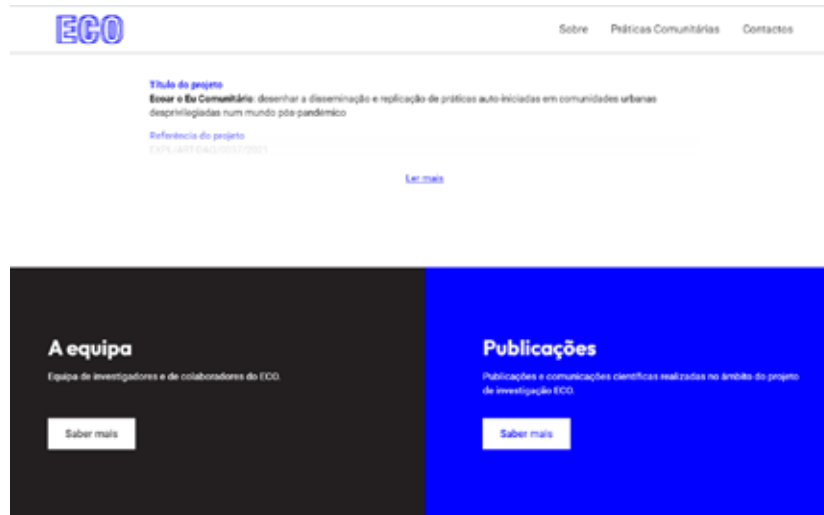 ECO
Sobre Práticas Comunitárias Contactos
Título do projeto
Ecoar o Eu Comunitário: desenhar a disseminação e replicação de práticas auto-iniciadas em comunidades urbanas
desprivilegiadas num mundo pós-pandémico
Referência do projeto
Ler mais
A equipa
Equipa de investigadores e de colaboradores do ECO.
Saber mais
Publicações
Publicações e comunicações científicas realizadas no âmbito do projeto
de investigação ECO.
Saber mais